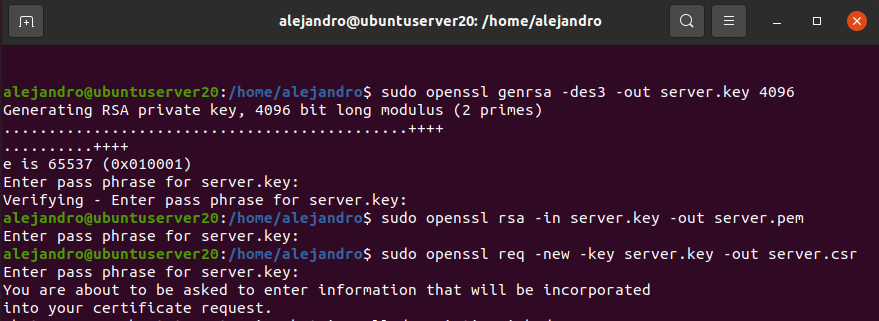 alejandro@ubuntuserver20: /home/alejandro
alejandro@ubuntuserver20:/home/alejandro$ sudo openssl genrsa -des3 -out server.key 4096
Generating RSA private key, 4096 bit long modulus (2 primes)
.............................................++++
..........++++
e is 65537 (0x010001)
Enter pass phrase for server.key:
Verifying - Enter pass phrase for server.key:
alejandro@ubuntuserver20:/home/alejandro$ sudo openssl rsa -in server.key -out server.pem
Enter pass phrase for server.key:
alejandro@ubuntuserver20:/home/alejandro$ sudo openssl req -new -key server.key -out server.csr
Enter pass phrase for server.key:
You are about to be asked to enter information that will be incorporated
into your certificate request.